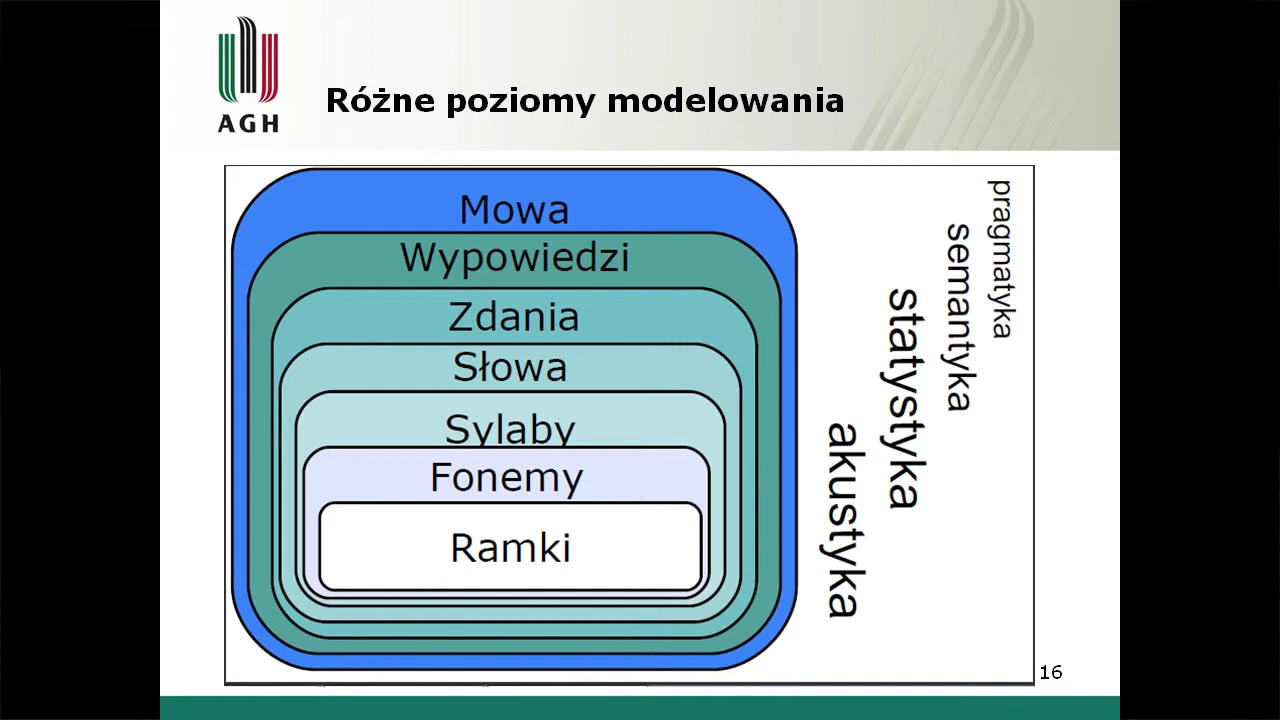 AGH
Różne poziomy modelowania
Mowa
Wypowiedzi
Zdania
Słowa
Sylaby
Fonemy
Ramki
akustyka
statystyka
semantyka
pragmatyka
16